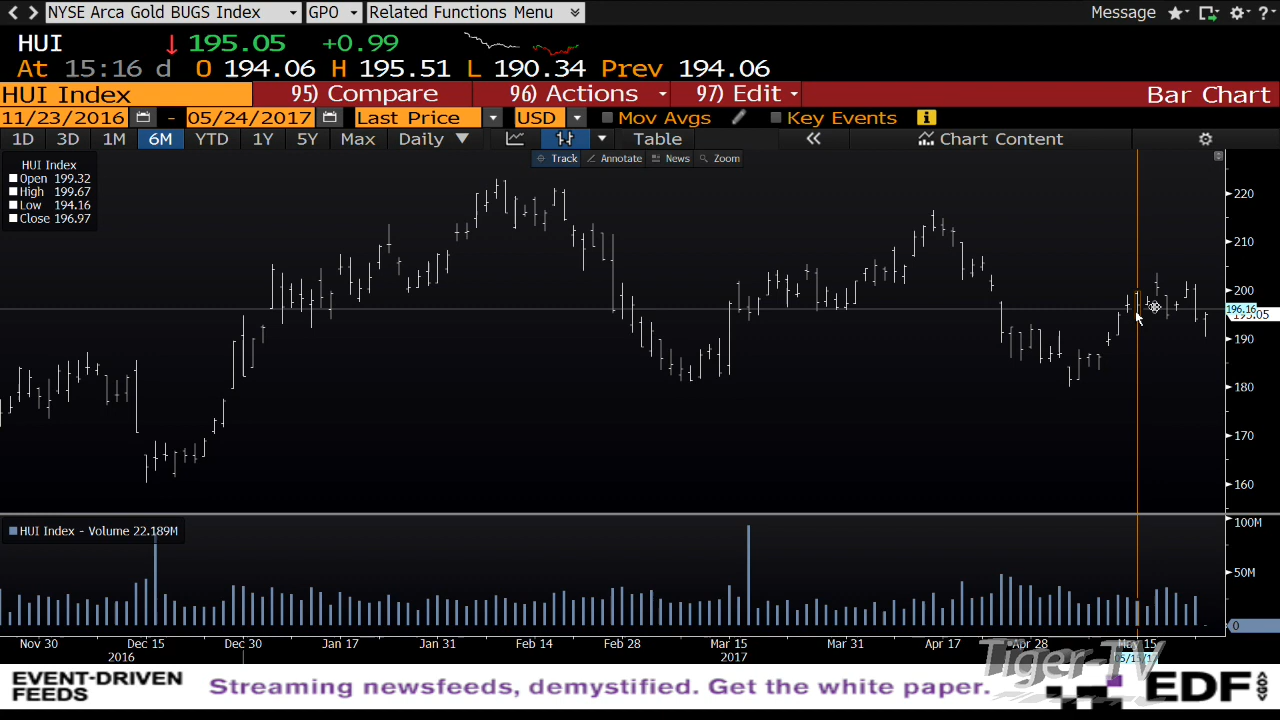 NYSE Arca Gold BUGS Index GPO Related Functions Menu Message ?
HUI 195.05 +0.99
At 15:16 d O 194.06 H 195.51 L 190.34 Prev 194.06
HUI Index 95) Compare 96) Actions 97) Edit Bar Chart
11/23/2016 - 05/24/2017 Last Price USD Mov Avgs Key Events i
1D 3D 1M 6M YTD 1Y 5Y Max Daily Table « Chart Content
Track Annotate News Zoom
HUI Index
Open 199.32
High 199.67
Low 194.16
Close 196.97
220
210
200
196.16
195.05
190
180
170
160
HUI Index - Volume 22.189M
100M
50M
0
Nov 30 Dec 15 Dec 30 Jan 17 Jan 31 Feb 14 Feb 28 Mar 15 Mar 31 Apr 17 Apr 28 May 15
2016 2017
Tiger-TV
EVENT-DRIVEN
FEEDS
Streaming newsfeeds, demystified. Get the white paper.
EDF